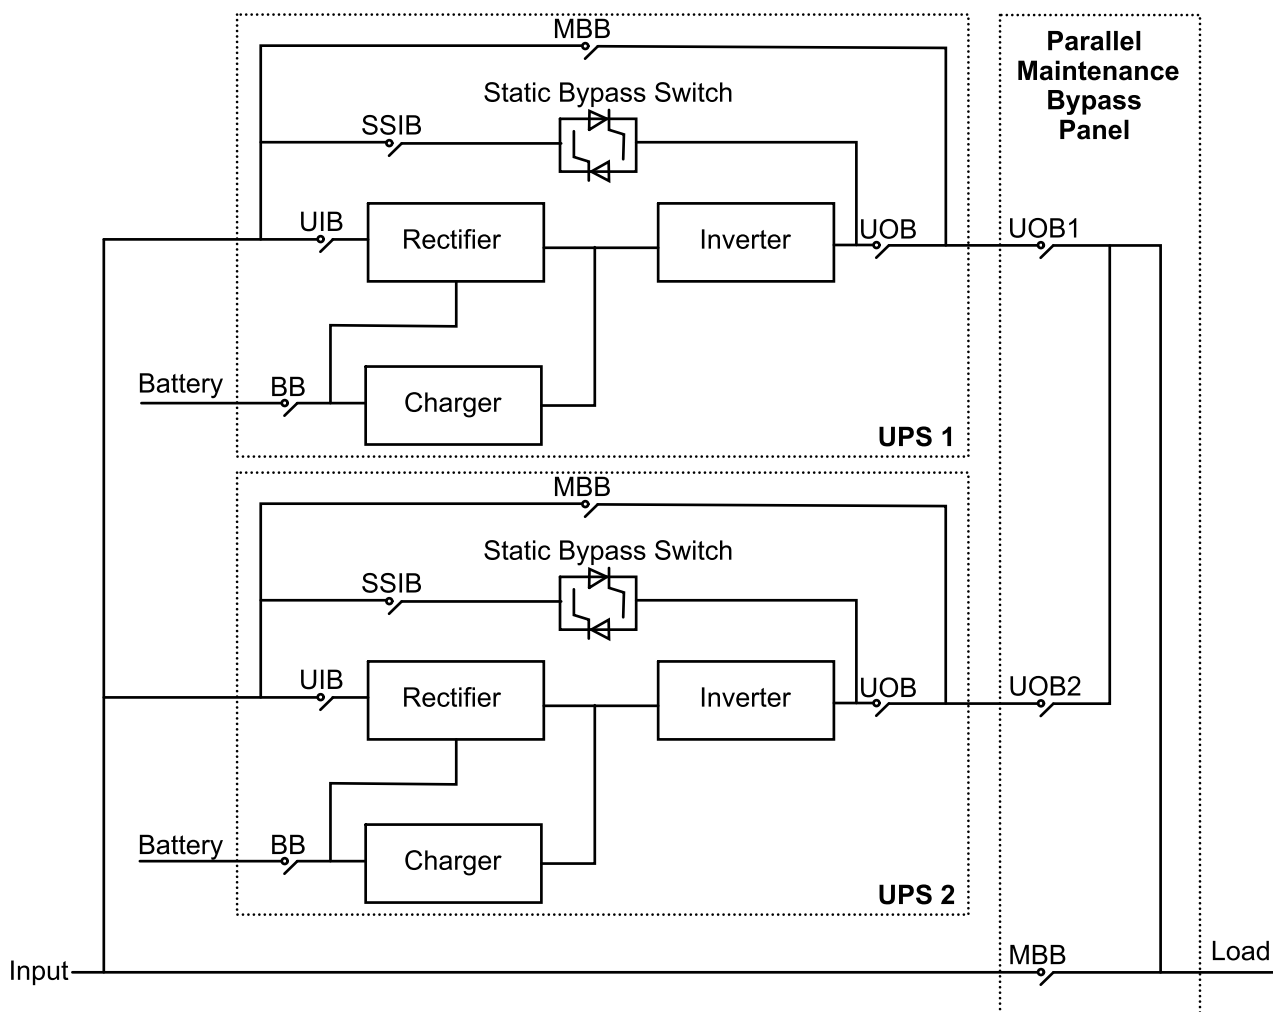 MBB
Static Bypass Switch
SSIB
UIB
Rectifier
Inverter
UOB
Battery
BB
Charger
UPS 1
MBB
Static Bypass Switch
SSIB
UIB
Rectifier
Inverter
UOB
Battery
BB
Charger
UPS 2
Parallel
Maintenance
Bypass
Panel
UOB1
UOB2
MBB
Input
Load